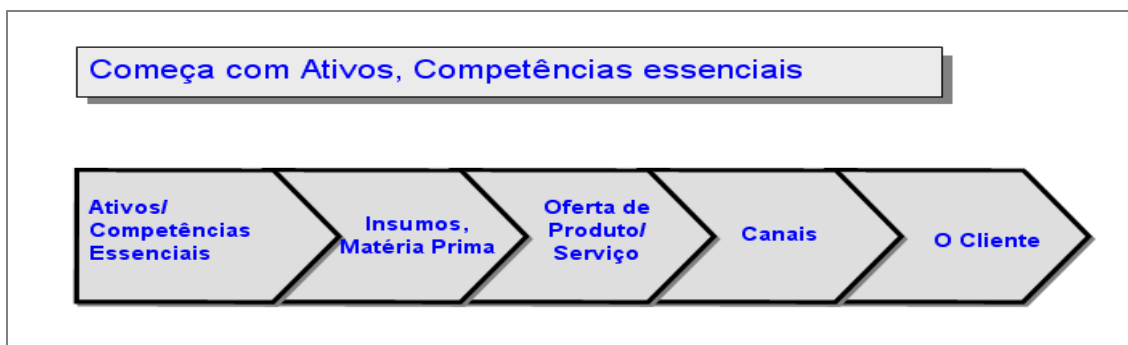 Começa com Ativos, Competências essenciais
Ativos/
Competências
Essenciais
Insumos,
Matéria Prima
Oferta de
Produto/
Serviço
Canais
O Cliente